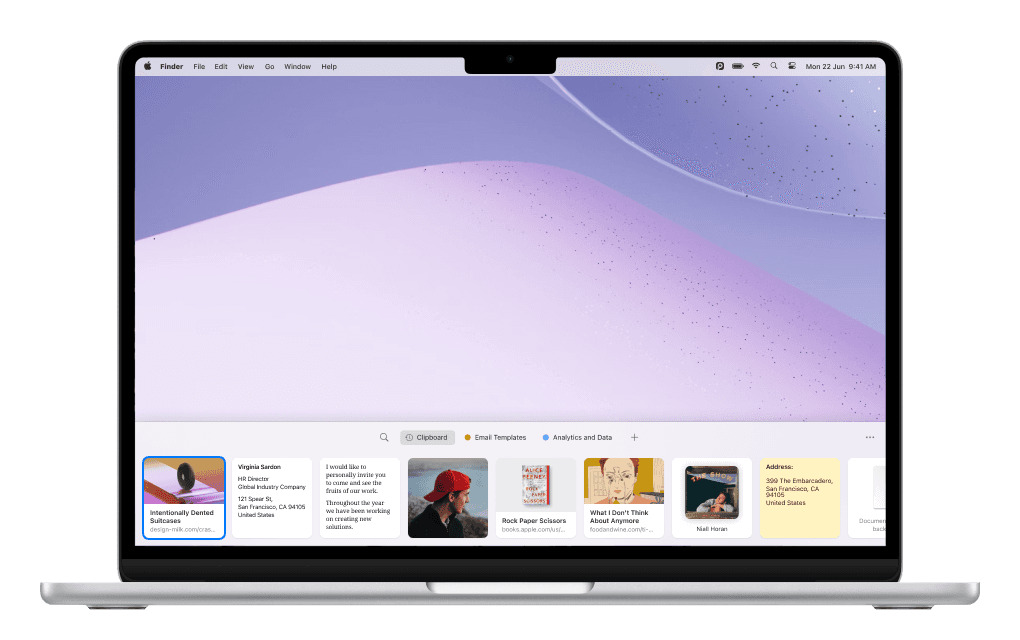 Finder File Edit View Go Window Help
Mon 22 Jun 9:41 AM
Clipboard
Email Templates
Analytics and Data
Intentionally Dented
Suitcases
design-milk.com/cras...
Virginia Sardon
HR Director
Global Industry Company
121 Spear St,
San Francisco, CA 94105
United States
I would like to
personally invite you
to come and see the
fruits of our work.
Throughout the year
we have been working
on creating new
solutions.
ALICE
FEENEY
ROCK
PAPER
SCISSORS
Rock Paper Scissors
books.apple.com/us/...
What I Don't Think
About Anymore
foodandwine.com/ti-...
THE SHOW
Niall Horan
Address:
399 The Embarcadero,
San Francisco, CA
94105
United States
Documen
back